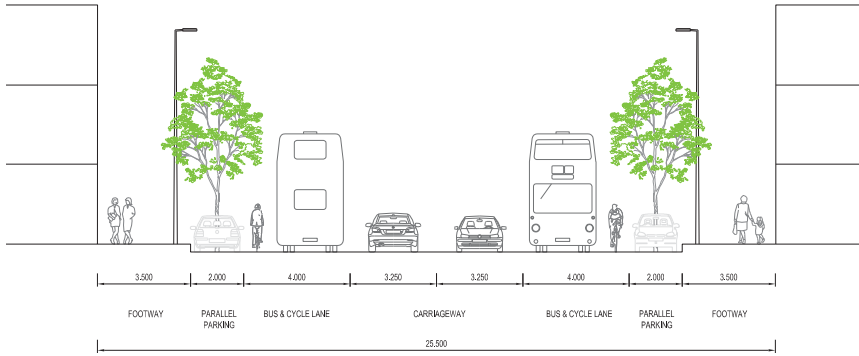 3.500 2.000 4.000 3.250 3.250 4.000 2.000 3.500
FOOTWAY PARALLEL PARKING BUS & CYCLE LANE CARRIAGEWAY BUS & CYCLE LANE PARALLEL PARKING FOOTWAY
25.500